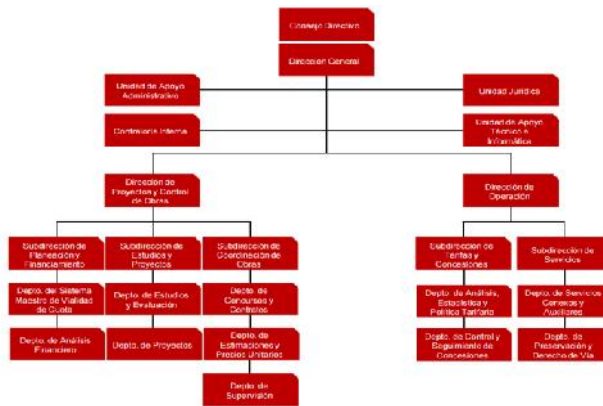 Consejo Directivo
Dirección General
Unidad de Apoyo
Administrativo
Unidad Jurídica
Contraloría Interna
Unidad de Apoyo
Técnico e
Informática
Dirección de
Proyectos y Control
de Obras
Dirección de
Operación
Subdirección de
Planeación y
Financiamiento
Subdirección de
Estudios y
Proyectos
Subdirección de
Coordinación de
Obras
Subdirección de
Tarifas y
Concesiones
Subdirección de
Servicios
Depto. del Sistema
Maestro de Vialidad
de Cuota
Depto. de Estudios
y Evaluación
Depto. de
Concursos y
Contratos
Depto. de Análisis,
Estadística y
Política Tarifaria
Depto. de Servicios
Conexos y
Auxiliares
Depto. de Análisis
Financiero
Depto. de Proyectos
Depto. de
Estimaciones y
Precios Unitarios
Depto. de Control y
Seguimiento de
Concesiones
Depto. de
Preservación y
Derecho de Vía
Depto. de
Supervisión